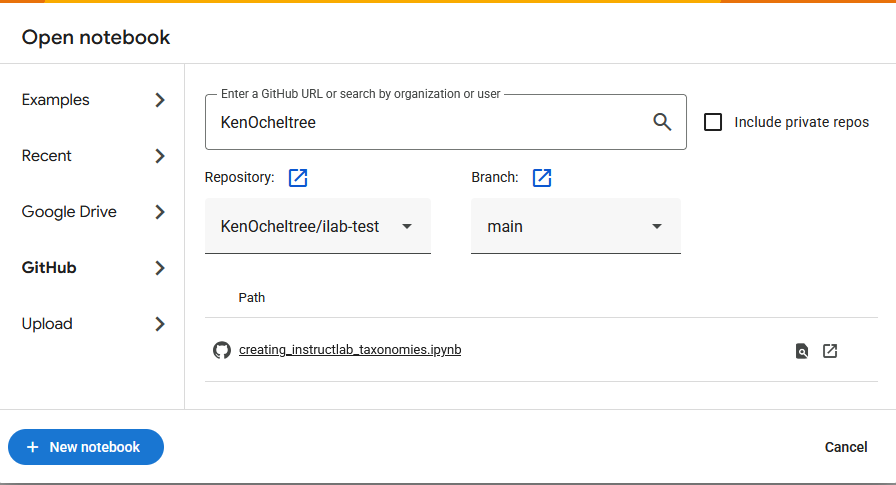 Open notebook
Examples
Recent
Google Drive
GitHub
Upload
Enter a GitHub URL or search by organization or user
KenOcheltree
Include private repos
Repository:
Branch:
KenOcheltree/ilab-test
main
Path
creating_instructlab_taxonomies.ipynb
+ New notebook
Cancel